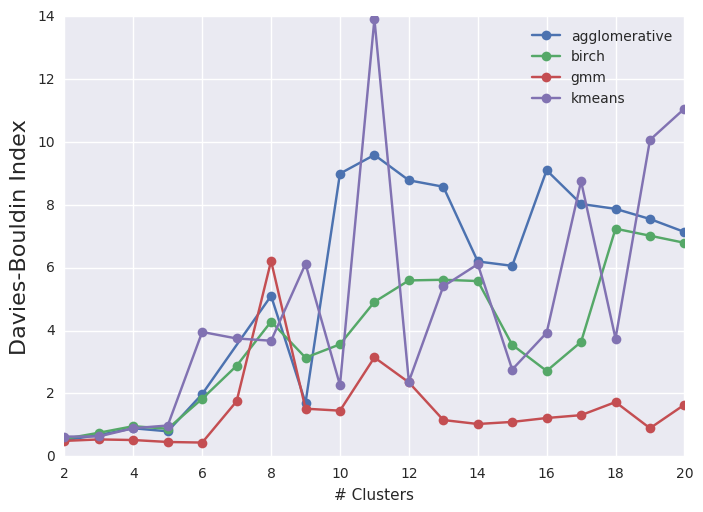 14
12
10
8
6
4
2
0
Davies-Bouldin Index
agglomerative
birch
gmm
kmeans
2 4 6 8 10 12 14 16 18 20
# Clusters